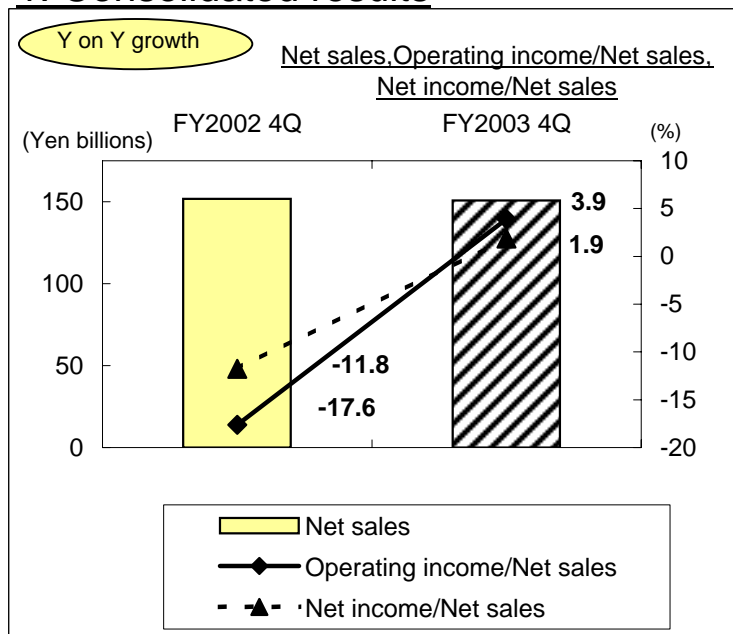 Y on Y growth
Net sales,Operating income/Net sales,
Net income/Net sales
(Yen billions)
FY2002 4Q
FY2003 4Q
(%)
150
100
50
0
10
5
0
-5
-10
-15
-20
3.9
1.9
-11.8
-17.6
Net sales
Operating income/Net sales
Net income/Net sales